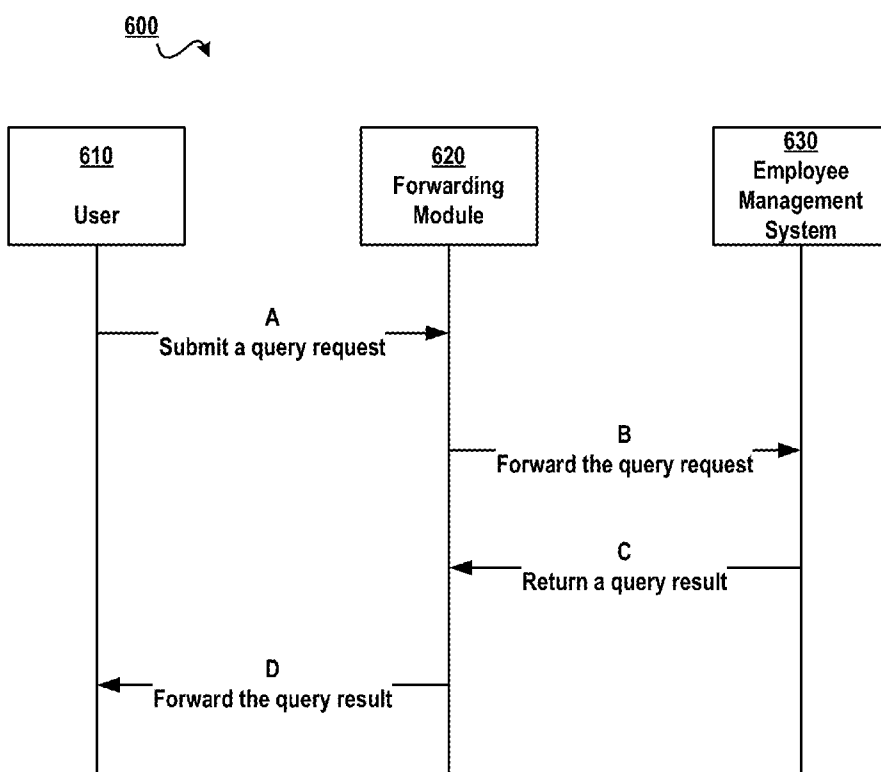 600
610
User
620
Forwarding
Module
630
Employee
Management
System
A
Submit a query request
B
Forward the query request
C
Return a query result
D
Forward the query result